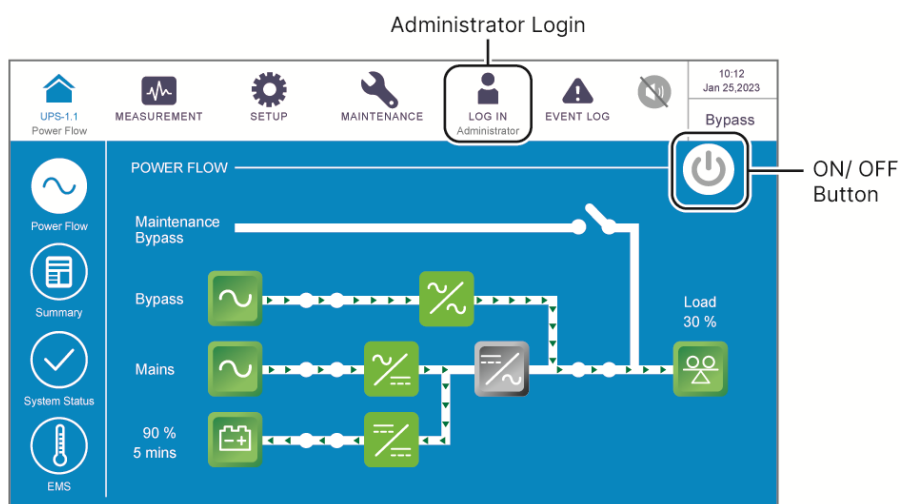 Administrator Login
UPS-1.1
Power Flow
MEASUREMENT
SETUP
MAINTENANCE
LOG IN
Administrator
EVENT LOG
10:12
Jan 25,2023
Bypass
ON/ OFF
Button
POWER FLOW
Power Flow
Maintenance
Bypass
Summary
Bypass
Load
30 %
System Status
Mains
90 %
5 mins
EMS